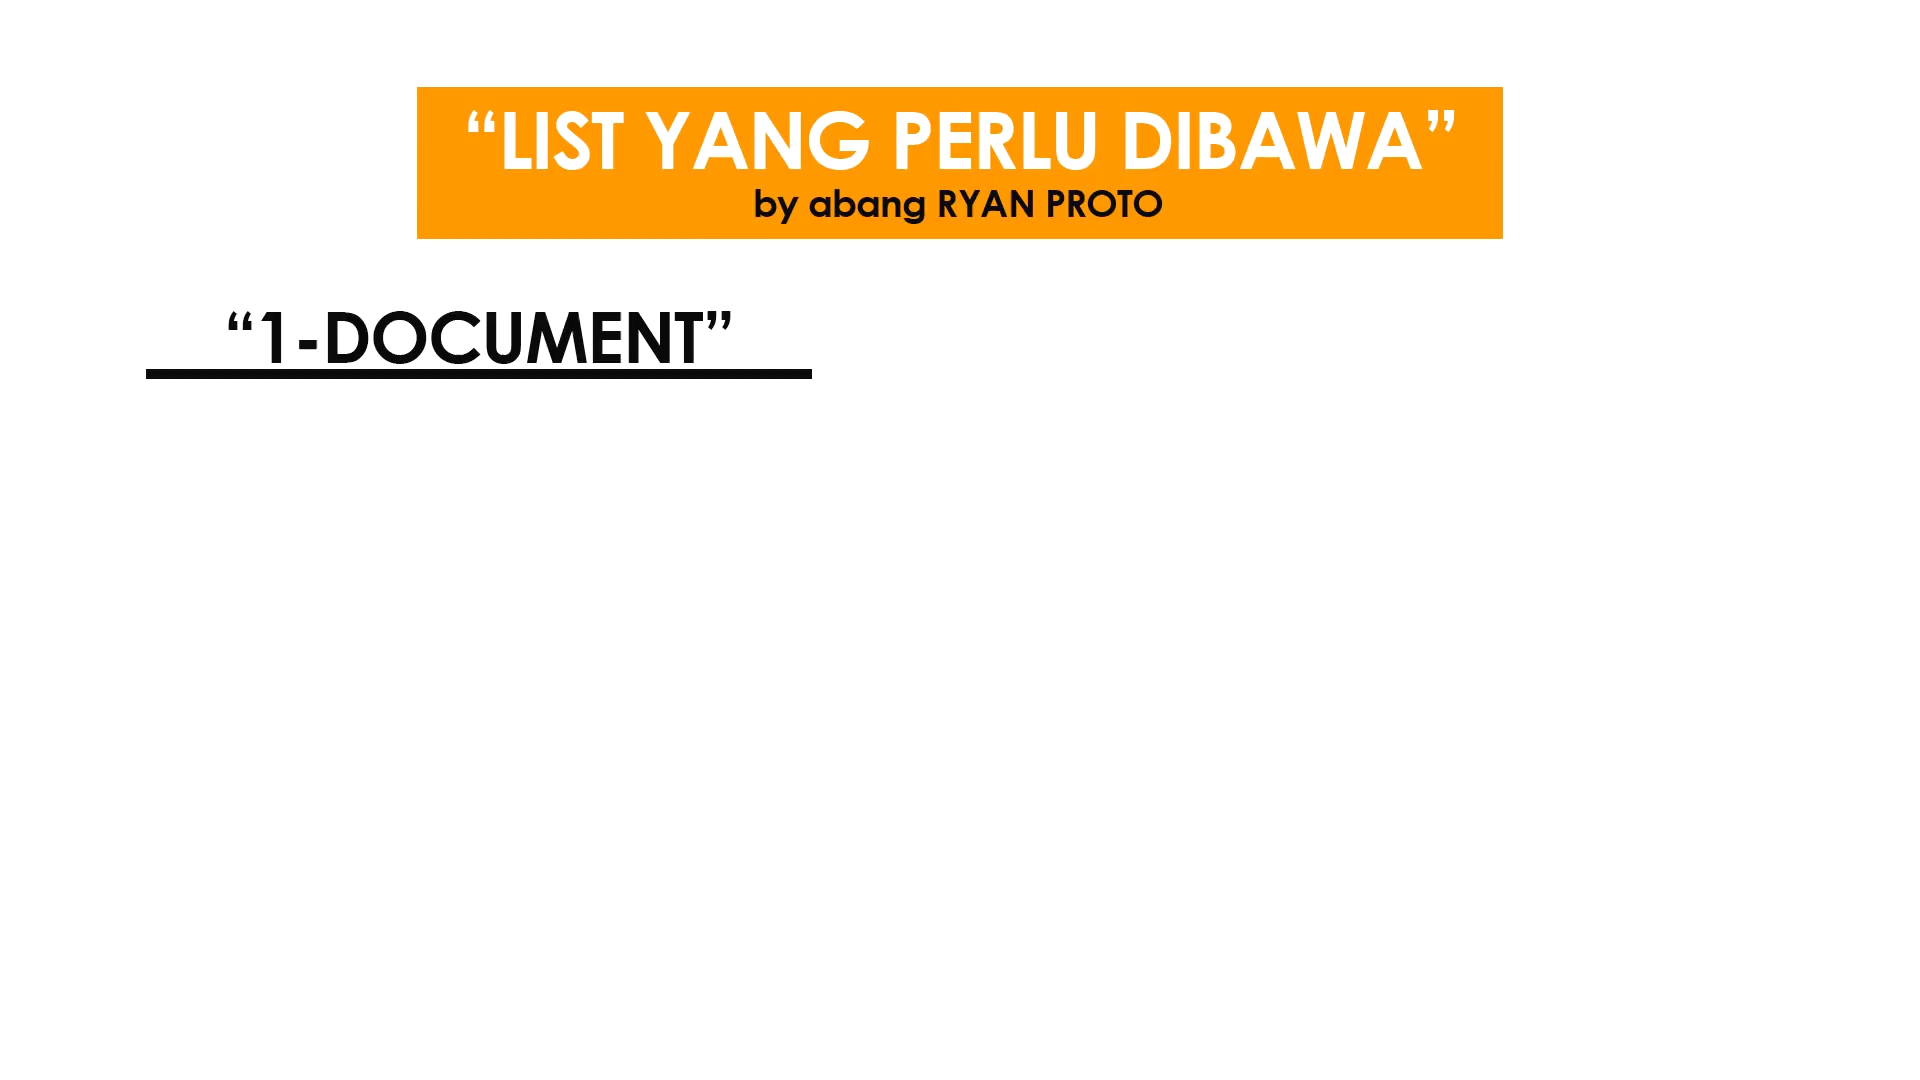 “LIST YANG PERLU DIBAWA”
by abang RYAN PROTO
“1-DOCUMENT”